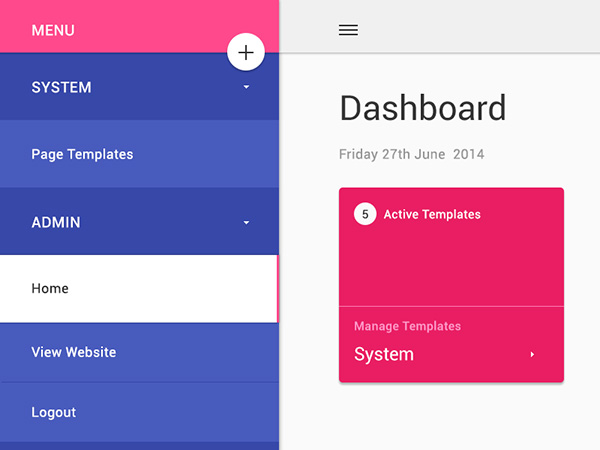 MENU
SYSTEM
Page Templates
ADMIN
Home
View Website
Logout
Dashboard
Friday 27th June 2014
5 Active Templates
Manage Templates
System